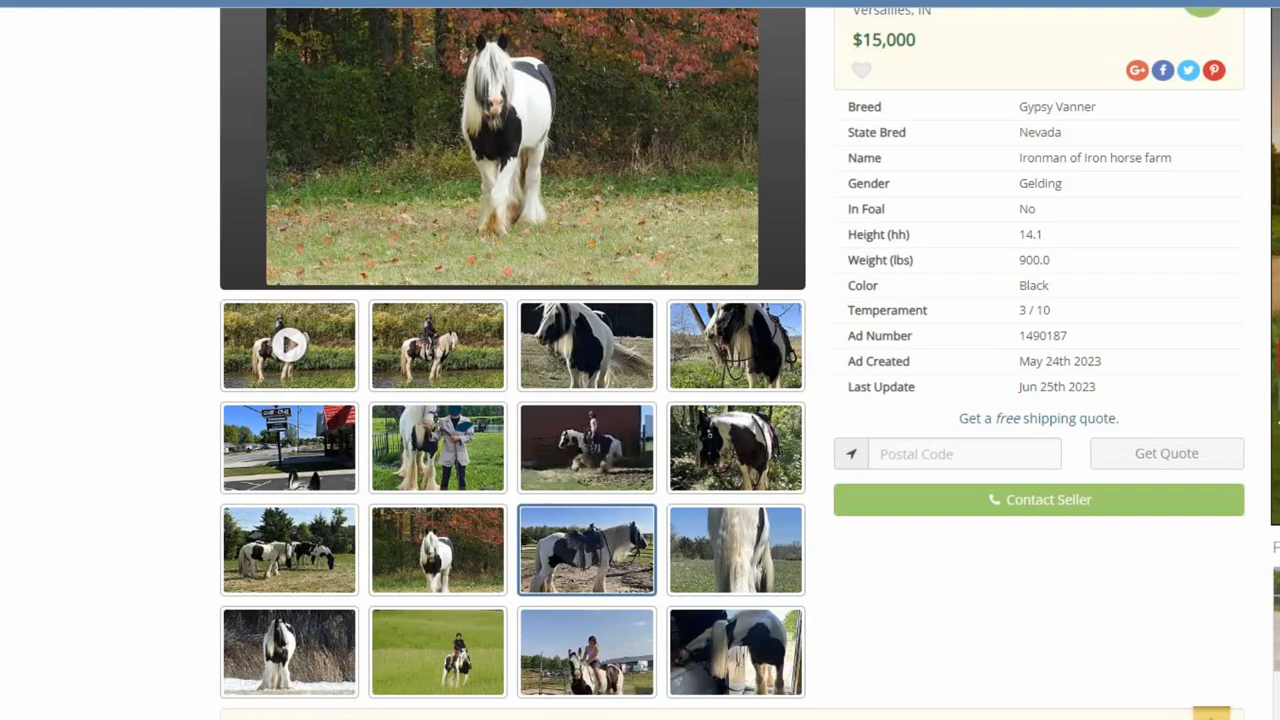 Versailles, IN
$15,000
Breed Gypsy Vanner
State Bred Nevada
Name Ironman of Iron horse farm
Gender Gelding
In Foal No
Height (hh) 14.1
Weight (lbs) 900.0
Color Black
Temperament 3 / 10
Ad Number 1490187
Ad Created May 24th 2023
Last Update Jun 25th 2023
Get a free shipping quote.
Postal Code Get Quote
Contact Seller